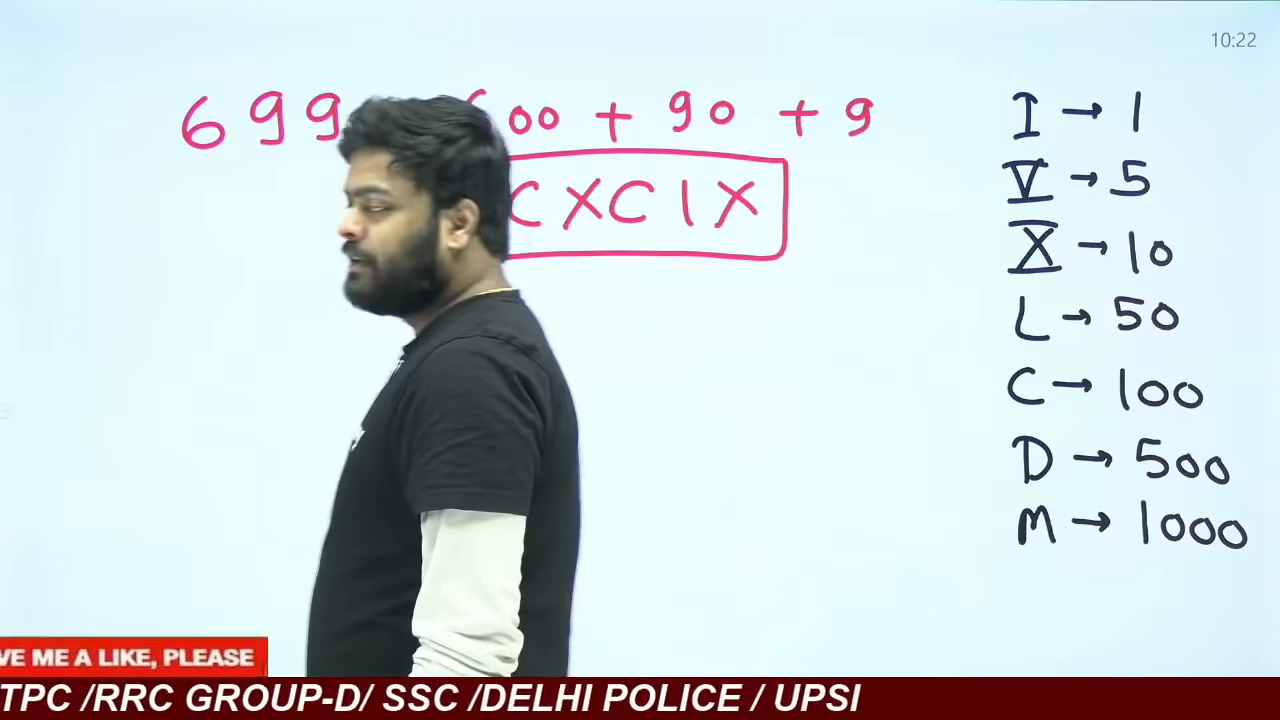 10:22
699 600 + 90 + 9
CXCIX
I → 1
V → 5
X → 10
L → 50
C → 100
D → 500
M → 1000
VE ME A LIKE, PLEASE
TPC /RRC GROUP-D/ SSC /DELHI POLICE / UPSI